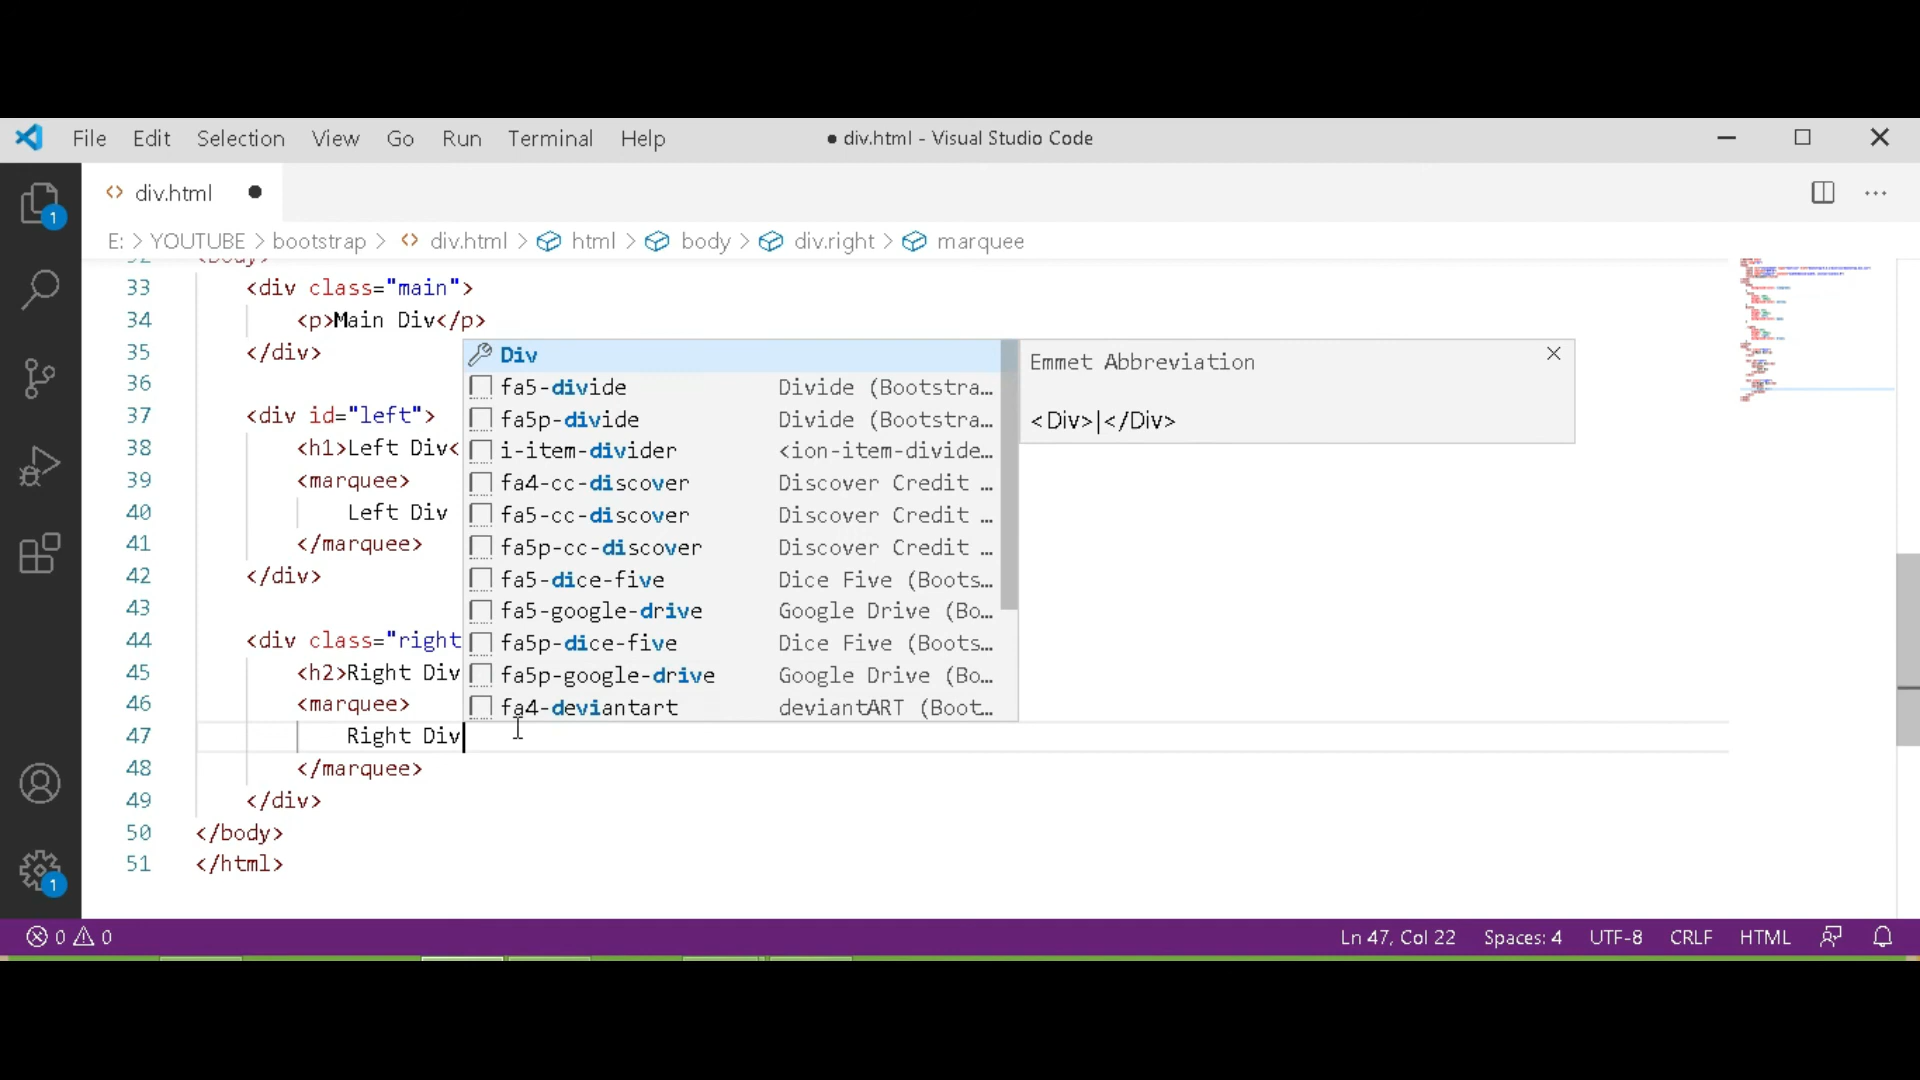 File Edit Selection View Go Run Terminal Help ● div.html - Visual Studio Code
<> div.html ●
E: > YOUTUBE > bootstrap > <> div.html > html > body > div.right > marquee
32 <body>
33 <div class="main">
34 <p>Main Div</p>
35 </div>
36
37 <div id="left">
38 <h1>Left Div<
39 <marquee>
40 Left Div
41 </marquee>
42 </div>
43
44 <div class="right
45 <h2>Right Div
46 <marquee>
47 Right Div
48 </marquee>
49 </div>
50 </body>
51 </html>
Div
fa5-divide Divide (Bootstra…
fa5p-divide Divide (Bootstra…
i-item-divider <ion-item-divide…
fa4-cc-discover Discover Credit …
fa5-cc-discover Discover Credit …
fa5p-cc-discover Discover Credit …
fa5-dice-five Dice Five (Boots…
fa5-google-drive Google Drive (Bo…
fa5p-dice-five Dice Five (Boots…
fa5p-google-drive Google Drive (Bo…
fa4-deviantart deviantART (Boot…
Emmet Abbreviation
<Div>|</Div>
1
1
0 0 Ln 47, Col 22 Spaces: 4 UTF-8 CRLF HTML